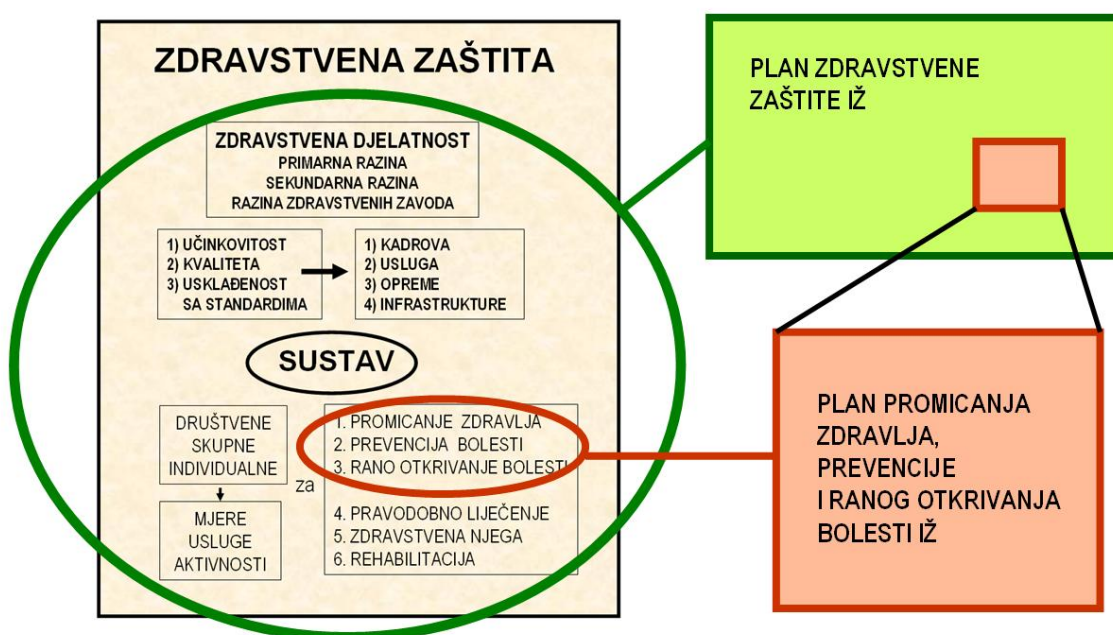 ZDRAVSTVENA ZAŠTITA
ZDRAVSTVENA DJELATNOST
PRIMARNA RAZINA
SEKUNDARNA RAZINA
RAZINA ZDRAVSTVENIH ZAVODA
1) UČINKOVITOST
2) KVALITETA
3) USKLAĐENOST
SA STANDARDIMA
1) KADROVA
2) USLUGA
3) OPREME
4) INFRASTRUKTURE
SUSTAV
DRUŠTVENE
SKUPNE
INDIVIDUALNE
MJERE
USLUGE
AKTIVNOSTI
za
1. PROMICANJE ZDRAVLJA
2. PREVENCIJA BOLESTI
3. RANO OTKRIVANJE BOLESTI
4. PRAVODOBNO LIJEČENJE
5. ZDRAVSTVENA NJEGA
6. REHABILITACIJA
PLAN ZDRAVSTVENE
ZAŠTITE IŽ
PLAN PROMICANJA
ZDRAVLJA,
PREVENCIJE
I RANOG OTKRIVANJA
BOLESTI IŽ